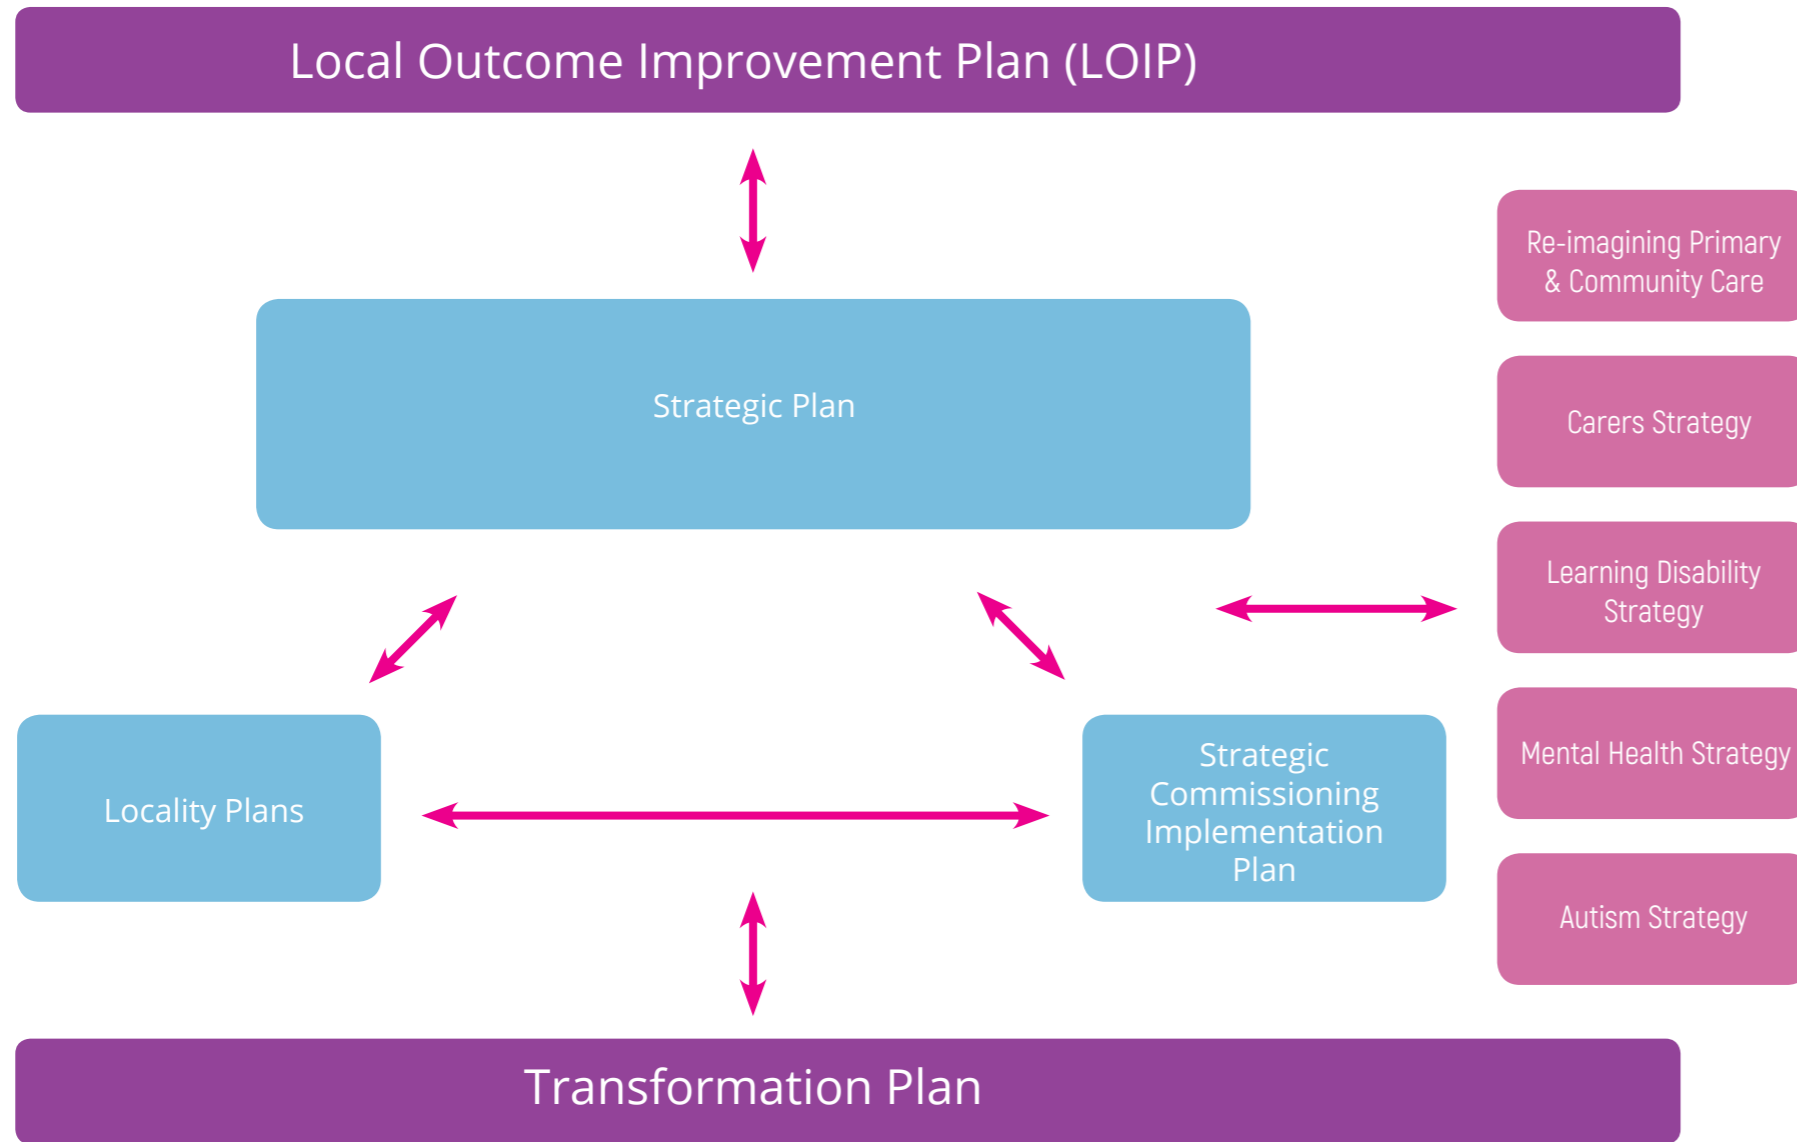 Local Outcome Improvement Plan (LOIP)
Re-imagining Primary
& Community Care
Strategic Plan
Carers Strategy
Learning Disability
Strategy
Locality Plans
Strategic
Commissioning
Implementation
Plan
Mental Health Strategy
Autism Strategy
Transformation Plan